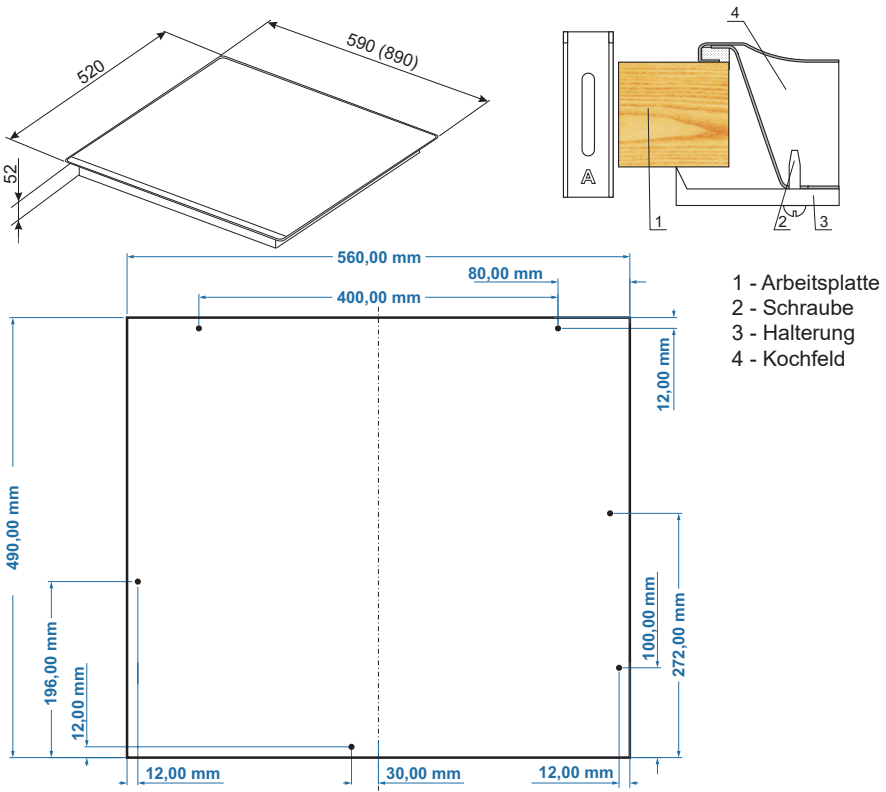 520
590 (890)
52
4
A
1
2
3
560,00 mm
80,00 mm
400,00 mm
1 - Arbeitsplatte
2 - Schraube
3 - Halterung
4 - Kochfeld
12,00 mm
490,00 mm
196,00 mm
12,00 mm
100,00 mm
272,00 mm
12,00 mm
30,00 mm
12,00 mm